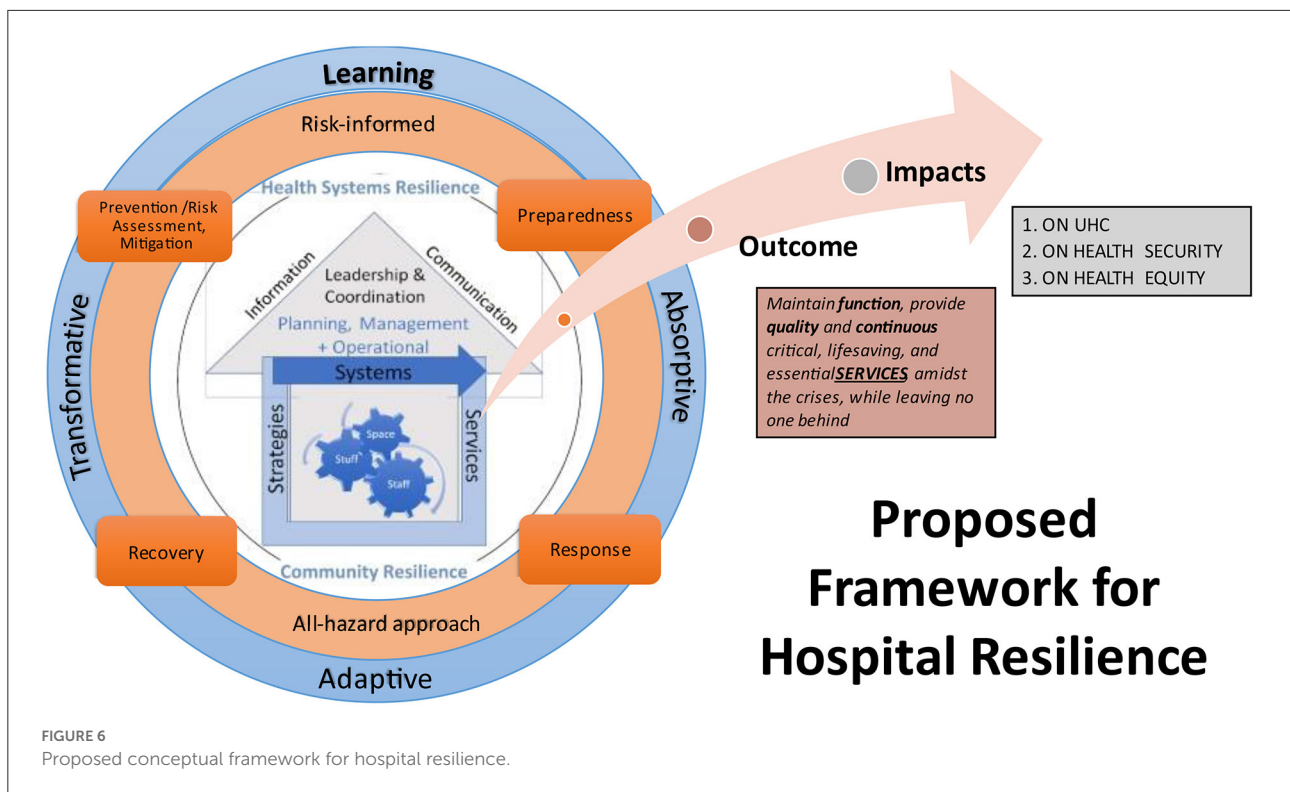 Learning
Risk-informed
Health Systems Resilience
Prevention /Risk
Assessment,
Mitigation
Preparedness
Information
Communication
Leadership &
Coordination
Planning, Management
+ Operational
Systems
Strategies
Services
Space
Stuff
Staff
Transformative
Absorptive
Recovery
Response
Community Resilience
All-hazard approach
Adaptive
Impacts
Outcome
1. ON UHC
2. ON HEALTH SECURITY
3. ON HEALTH EQUITY
Maintain function, provide
quality and continuous
critical, lifesaving, and
essential SERVICES, amidst
the crises, while leaving no
one behind
Proposed
Framework for
Hospital Resilience
FIGURE 6
Proposed conceptual framework for hospital resilience.